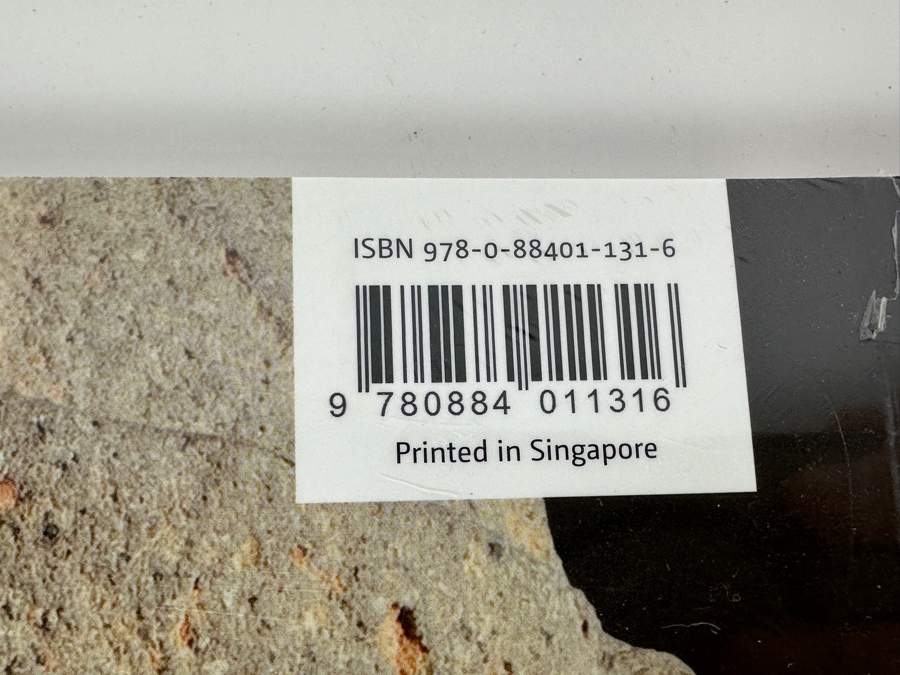 ISBN 978-0-88401-131-6
9 780884 011316
Printed in Singapore